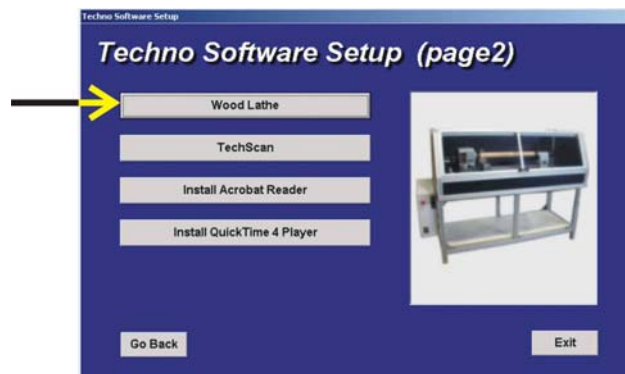 Techno Software Setup
Techno Software Setup (page2)
Wood Lathe
TechScan
Install Acrobat Reader
Install QuickTime 4 Player
Go Back
Exit